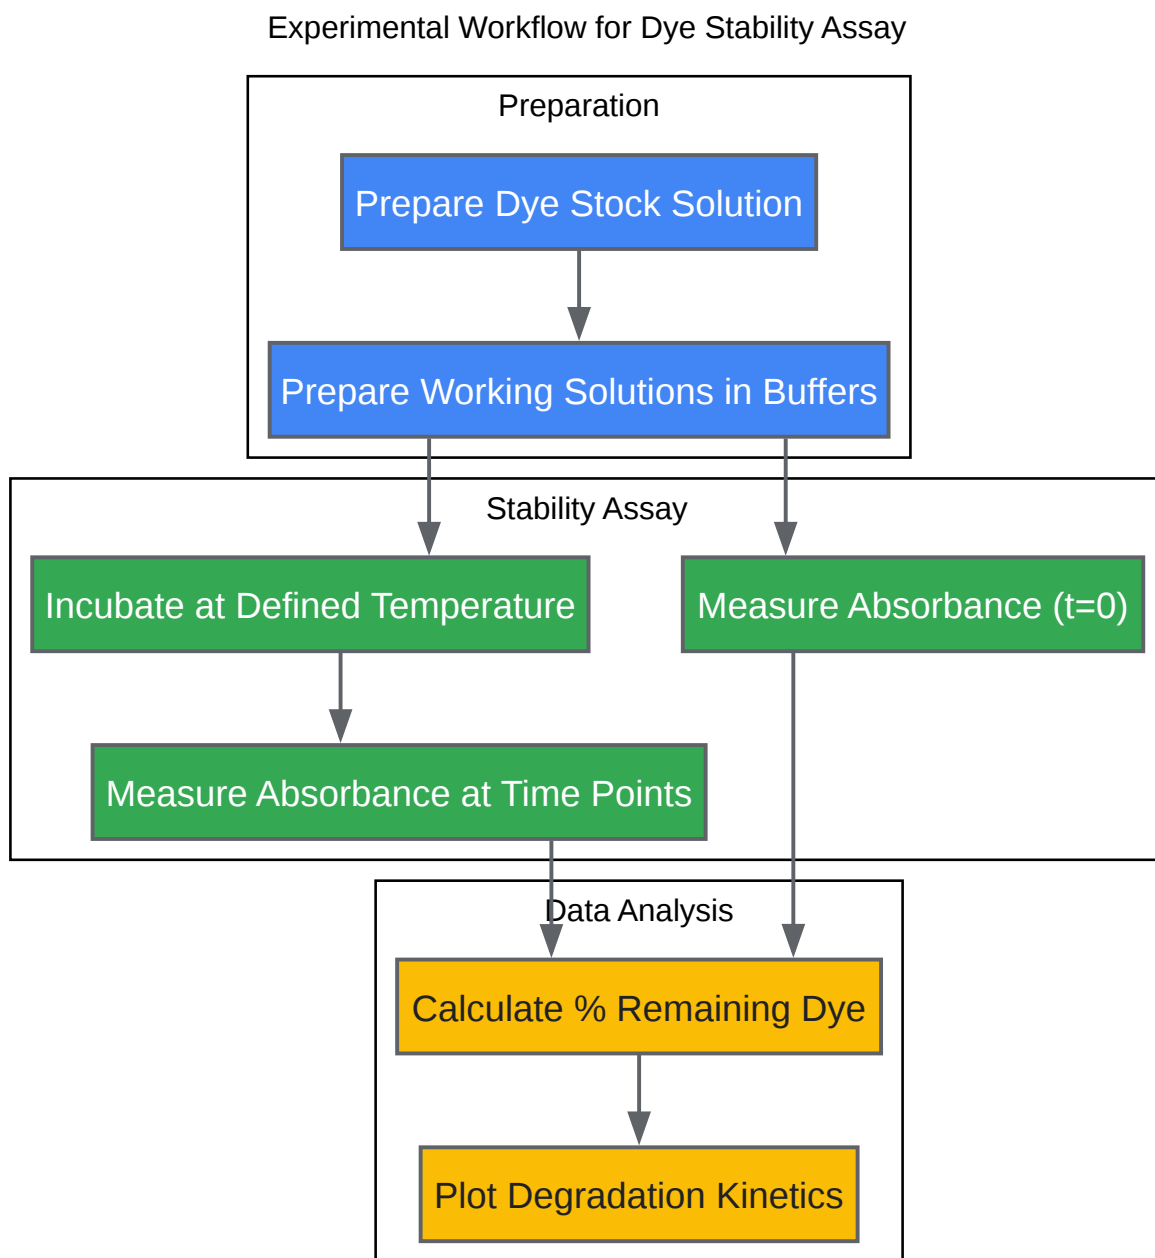 Experimental Workflow for Dye Stability Assay
Preparation
Prepare Dye Stock Solution
Prepare Working Solutions in Buffers
Stability Assay
Incubate at Defined Temperature
Measure Absorbance (t=0)
Measure Absorbance at Time Points
Data Analysis
Calculate % Remaining Dye
Plot Degradation Kinetics